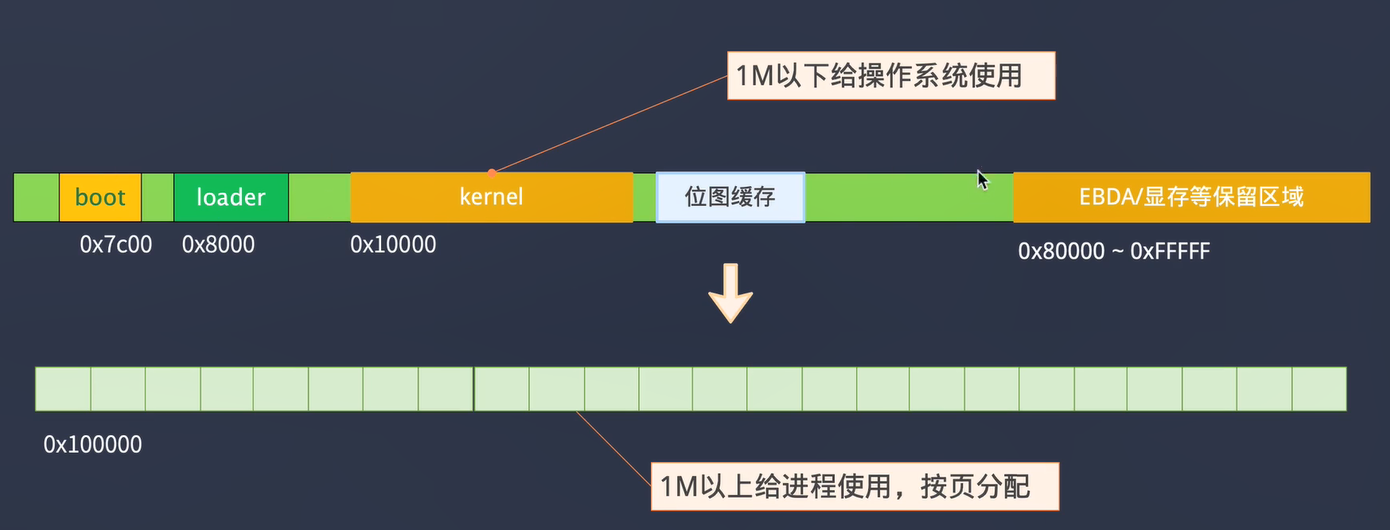 1M以下给操作系统使用
boot
loader
kernel
位图缓存
EBDA/显存等保留区域
0x7c00
0x8000
0x10000
0x80000 ~ 0xFFFFF
0x100000
1M以上给进程使用，按页分配